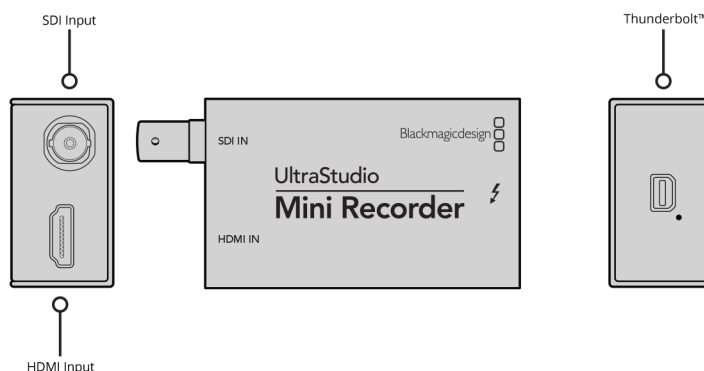 SDI Input
Thunderbolt™
SDI IN
Blackmagicdesign
UltraStudio
Mini Recorder
HDMI IN
HDMI Input